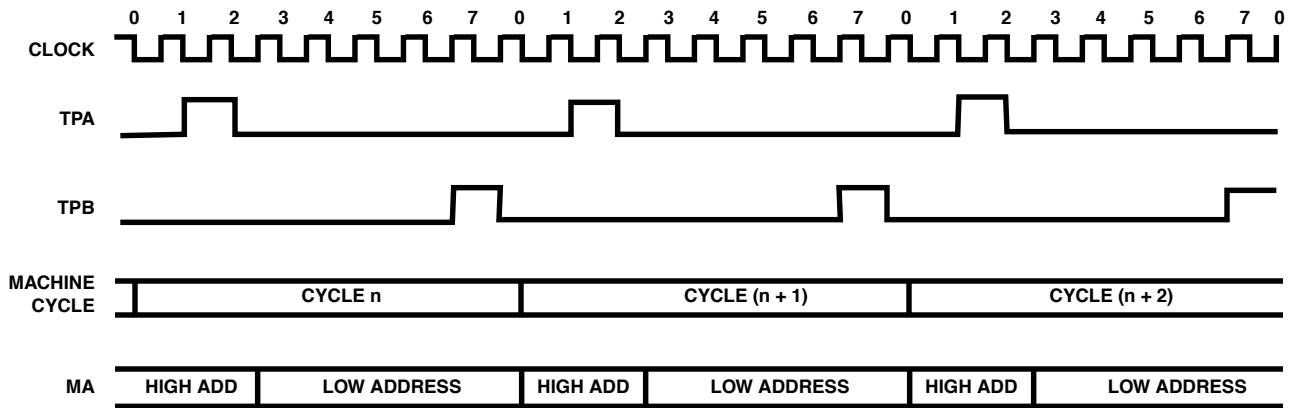 0 1 2 3 4 5 6 7 0 1 2 3 4 5 6 7 0 1 2 3 4 5 6 7 0
CLOCK
TPA
TPB
MACHINE
CYCLE
CYCLE n CYCLE (n + 1) CYCLE (n + 2)
MA HIGH ADD LOW ADDRESS HIGH ADD LOW ADDRESS HIGH ADD LOW ADDRESS